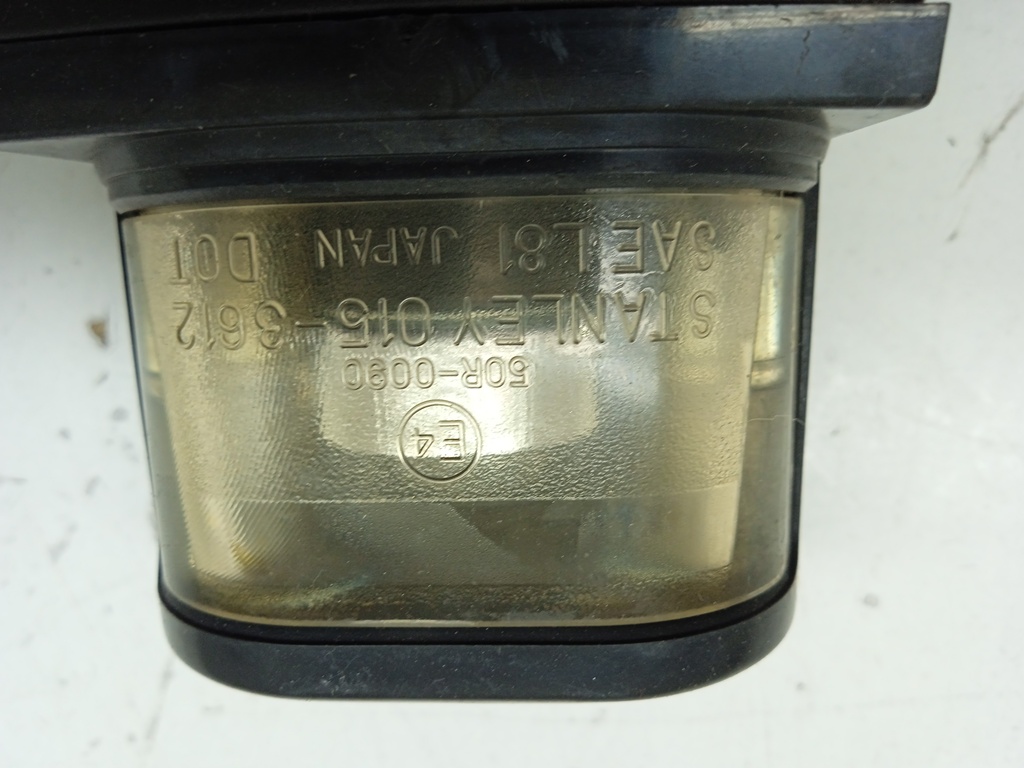 E4
50R-0090
STANLEY 015-3612
SAE L81 JAPAN DOT